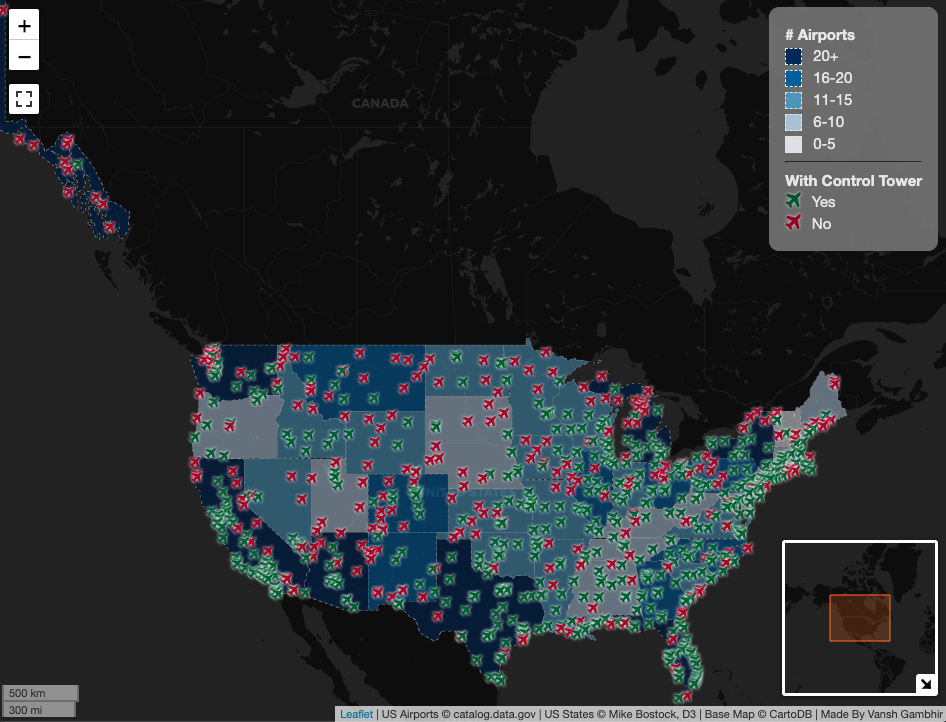 +
−
CANADA
# Airports
20+
16-20
11-15
6-10
0-5
With Control Tower
Yes
No
UNITED STATES
500 km
300 mi
Leaflet | US Airports © catalog.data.gov | US States © Mike Bostock, D3 | Base Map © CartoDB | Made By Vansh Gambhir